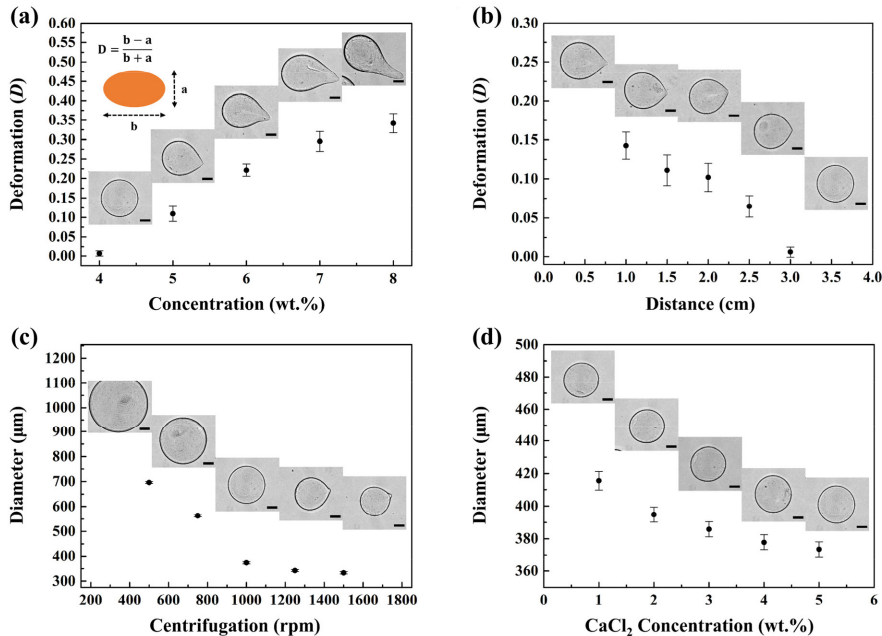 (a)
0.60
0.55
0.50
0.45
0.40
0.35
0.30
0.25
0.20
0.15
0.10
0.05
0.00
Deformation (D)
D = b − a
b + a
a
b
4 5 6 7 8
Concentration (wt.%)
(b)
0.30
0.25
0.20
0.15
0.10
0.05
0.00
Deformation (D)
0.0 0.5 1.0 1.5 2.0 2.5 3.0 3.5 4.0
Distance (cm)
(c)
1200
1100
1000
900
800
700
600
500
400
300
Diameter (μm)
200 400 600 800 1000 1200 1400 1600 1800
Centrifugation (rpm)
(d)
500
480
460
440
420
400
380
360
Diameter (μm)
0 1 2 3 4 5 6
CaCl₂ Concentration (wt.%)